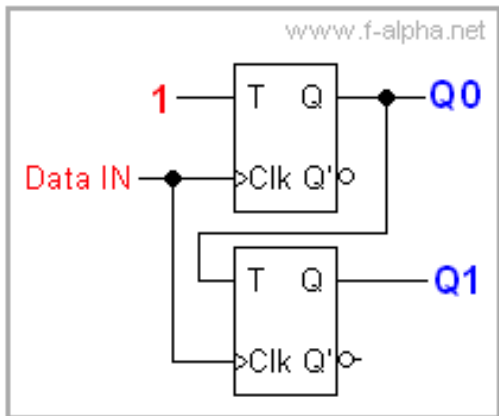 www.f-alpha.net
1
T Q
Q0
Data IN
Clk Q'
T Q
Q1
Clk Q'